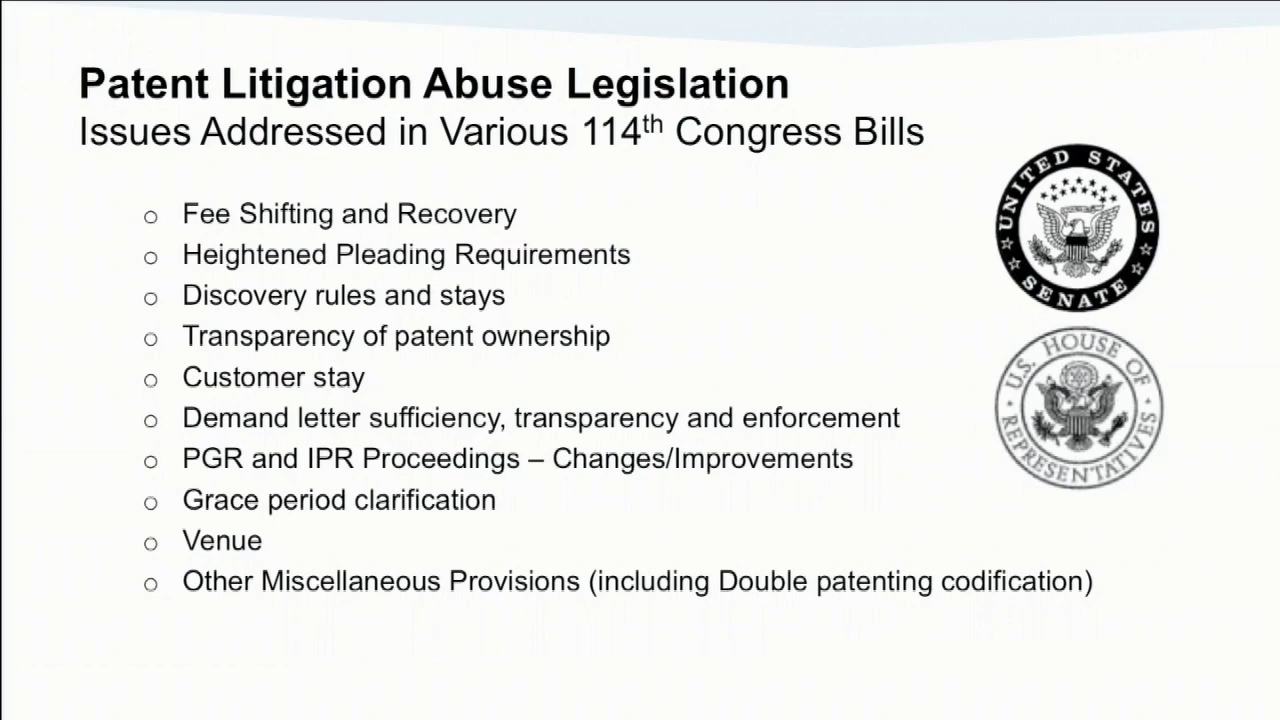 Patent Litigation Abuse Legislation
Issues Addressed in Various 114th Congress Bills
o Fee Shifting and Recovery
o Heightened Pleading Requirements
o Discovery rules and stays
o Transparency of patent ownership
o Customer stay
o Demand letter sufficiency, transparency and enforcement
o PGR and IPR Proceedings – Changes/Improvements
o Grace period clarification
o Venue
o Other Miscellaneous Provisions (including Double patenting codification)
UNITED STATES
SENATE
U.S. HOUSE OF
REPRESENTATIVES